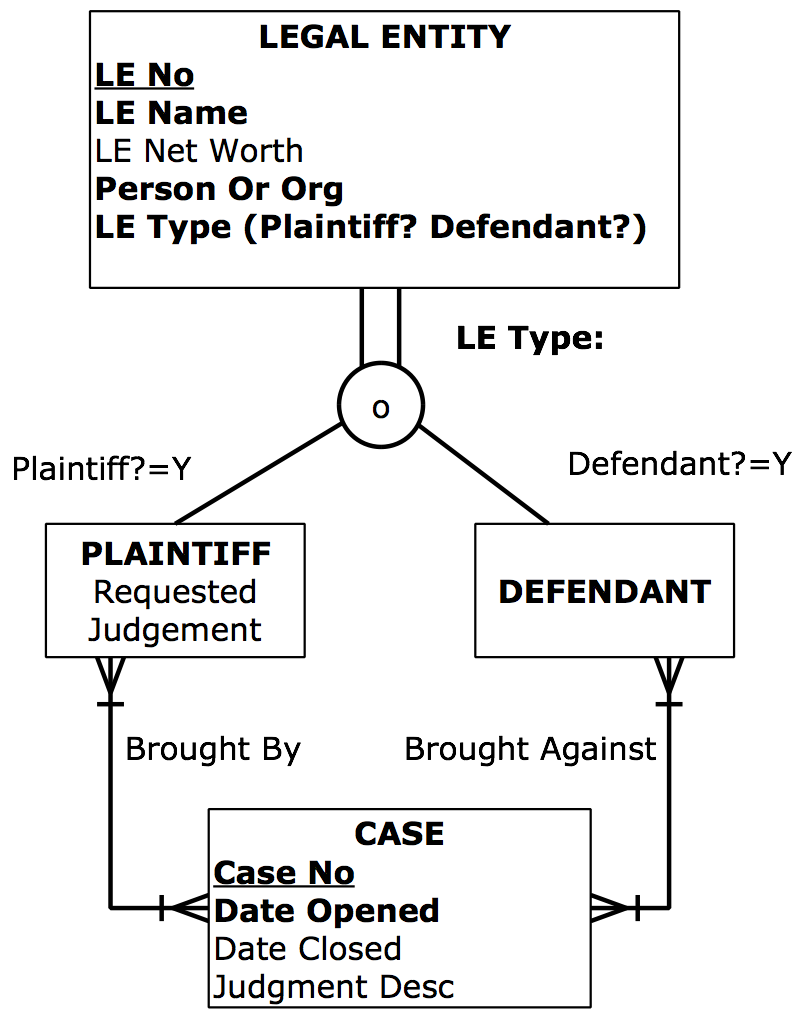 LEGAL ENTITY
LE No
LE Name
LE Net Worth
Person Or Org
LE Type (Plaintiff? Defendant?)
LE Type:
o
Plaintiff?=Y
Defendant?=Y
PLAINTIFF
Requested
Judgement
DEFENDANT
Brought By
Brought Against
CASE
Case No
Date Opened
Date Closed
Judgment Desc